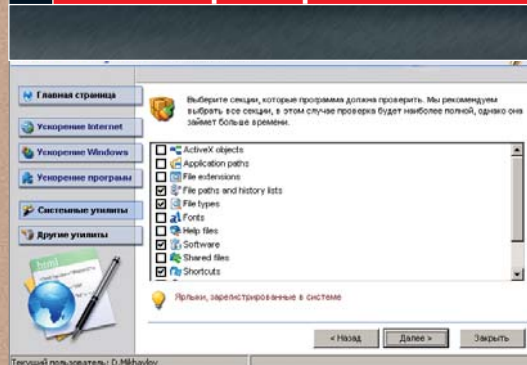 Главная страница
Ускорение Internet
Ускорение Windows
Ускорение программ
Системные утилиты
Другие утилиты
html
Выберите секции, которые программа должна проверить. Мы рекомендуем
выбрать все секции, в этом случае проверка будет наиболее полной, однако она
займет больше времени.
ActiveX objects
Application paths
File extensions
File paths and history lists
File types
Fonts
Help files
Software
Shared files
Shortcuts
Ярлыки, зарегистрированные в системе
< Назад
Далее >
Закрыть
Текущий пользователь: D.Mikhaylov